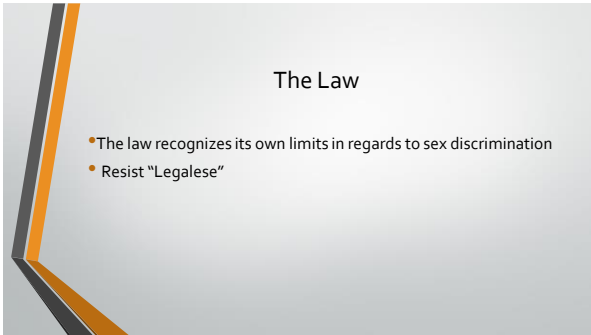 The Law
•The law recognizes its own limits in regards to sex discrimination
• Resist “Legalese”